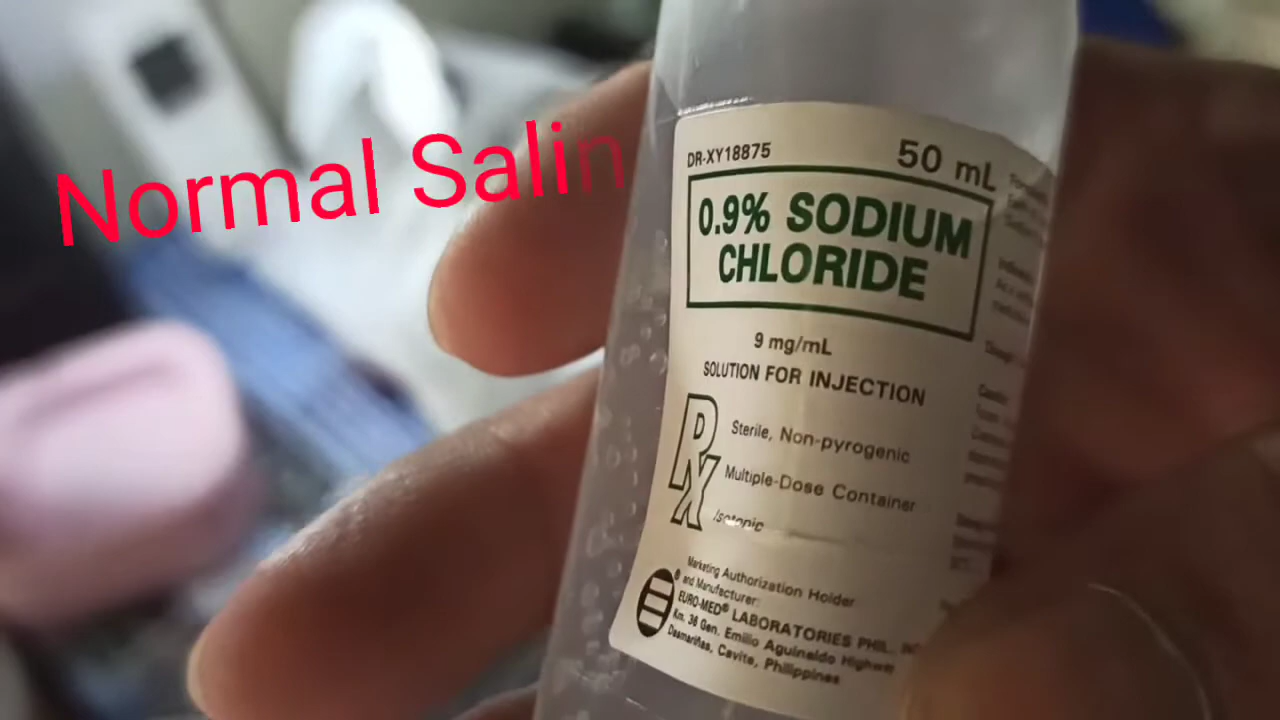 Normal Salin
DR-XY18875
50 mL
0.9% SODIUM
CHLORIDE
9 mg/mL
SOLUTION FOR INJECTION
Rx
Sterile, Non-pyrogenic
Multiple-Dose Container
Isotonic
Marketing Authorization Holder
and Manufacturer:
EURO-MED® LABORATORIES PHIL.
Km. 36 Gen. Emilio Aguinaldo Highway
Dasmariñas, Cavite, Philippines